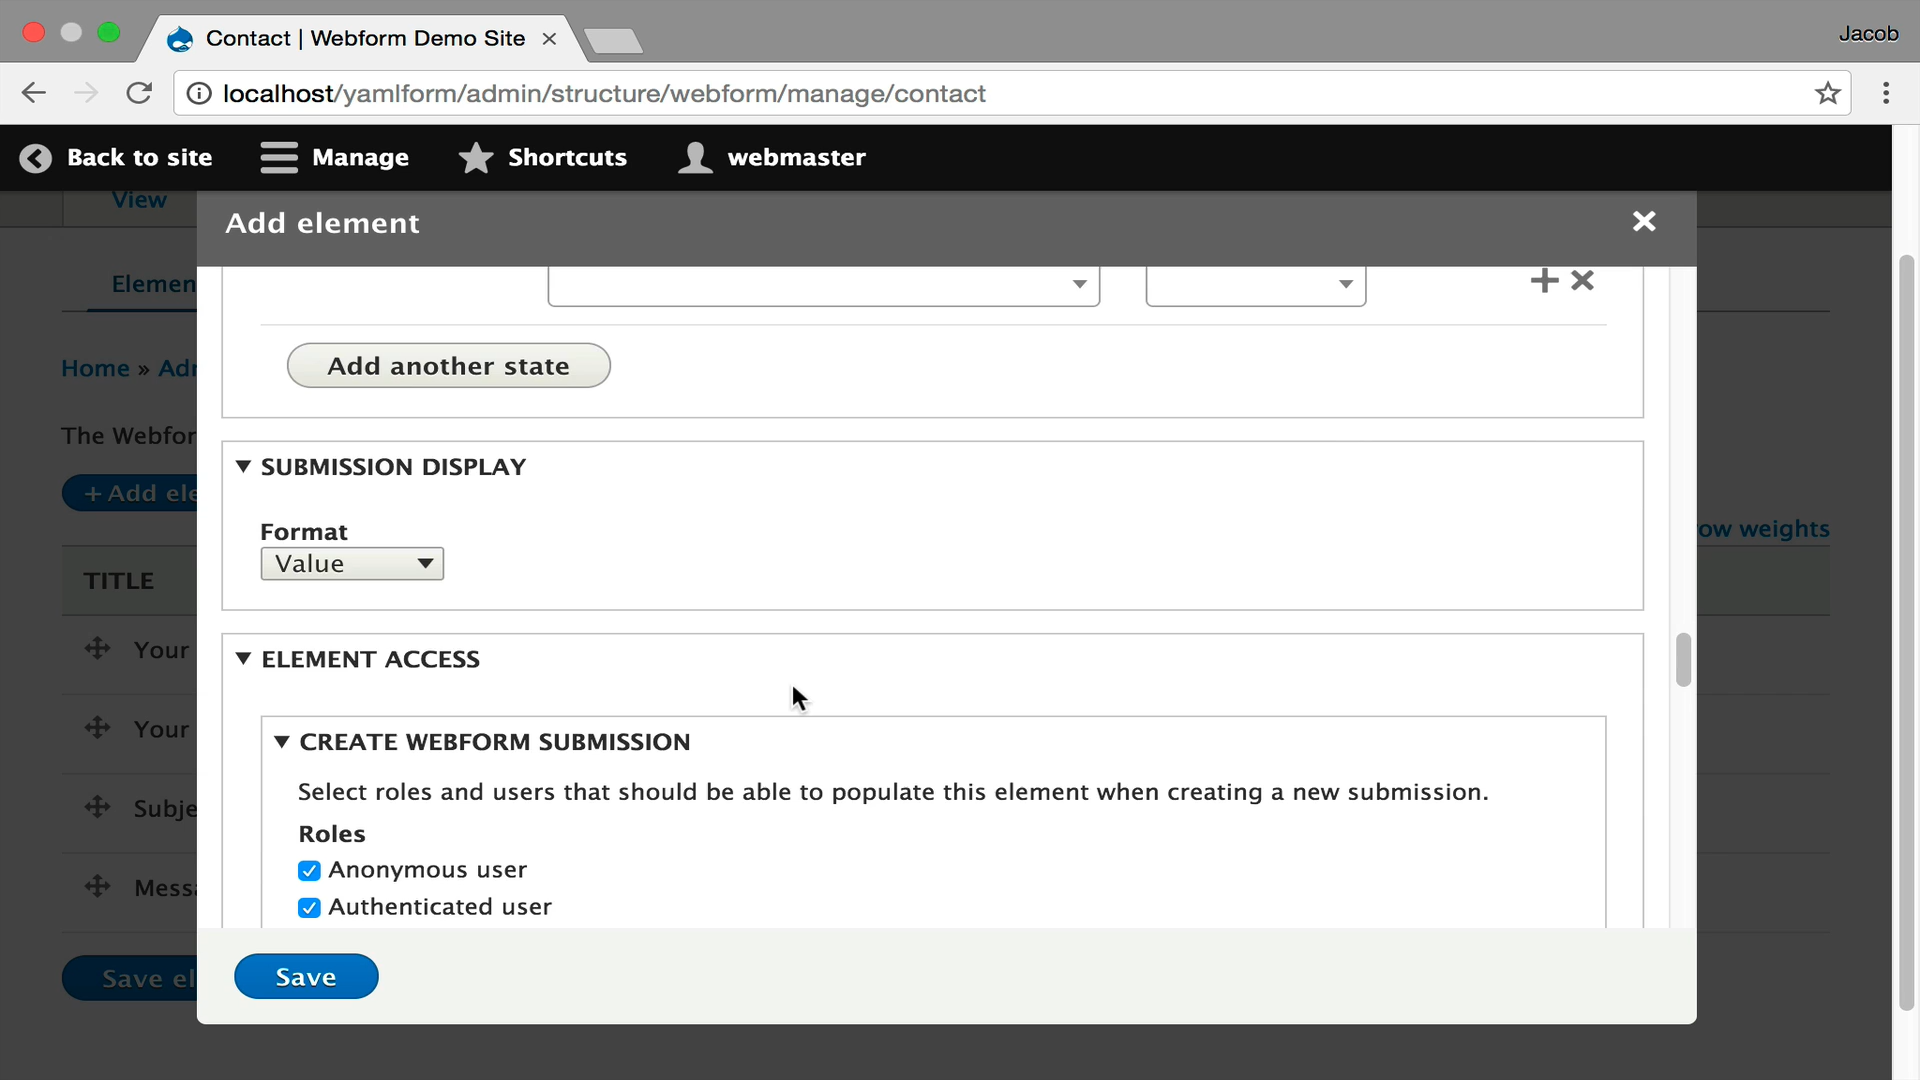 Contact | Webform Demo Site
Jacob
localhost/yamlform/admin/structure/webform/manage/contact
Back to site
Manage
Shortcuts
webmaster
View
Add element
Elemen
Home » Adr
The Webfor
+ Add ele
ow weights
TITLE
Your
Your
Subje
Messa
Save el
Add another state
SUBMISSION DISPLAY
Format
Value
ELEMENT ACCESS
CREATE WEBFORM SUBMISSION
Select roles and users that should be able to populate this element when creating a new submission.
Roles
Anonymous user
Authenticated user
Save